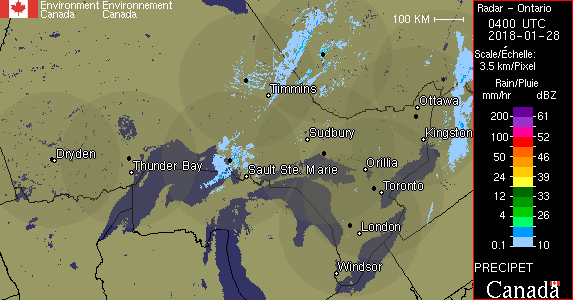 Environment Environnement
Canada Canada
100 KM
Timmins
Ottawa
Sudbury
Kingston
Dryden
Thunder Bay
Sault Ste. Marie
Orillia
Toronto
London
Windsor
Radar - Ontario
0400 UTC
2018-01-28
Scale/Échelle:
3.5 km/Pixel
Rain/Pluie
mm/hr dBZ
200 61
100 52
50 46
24 39
12 33
4 26
0.1 10
PRECIPET
Canada